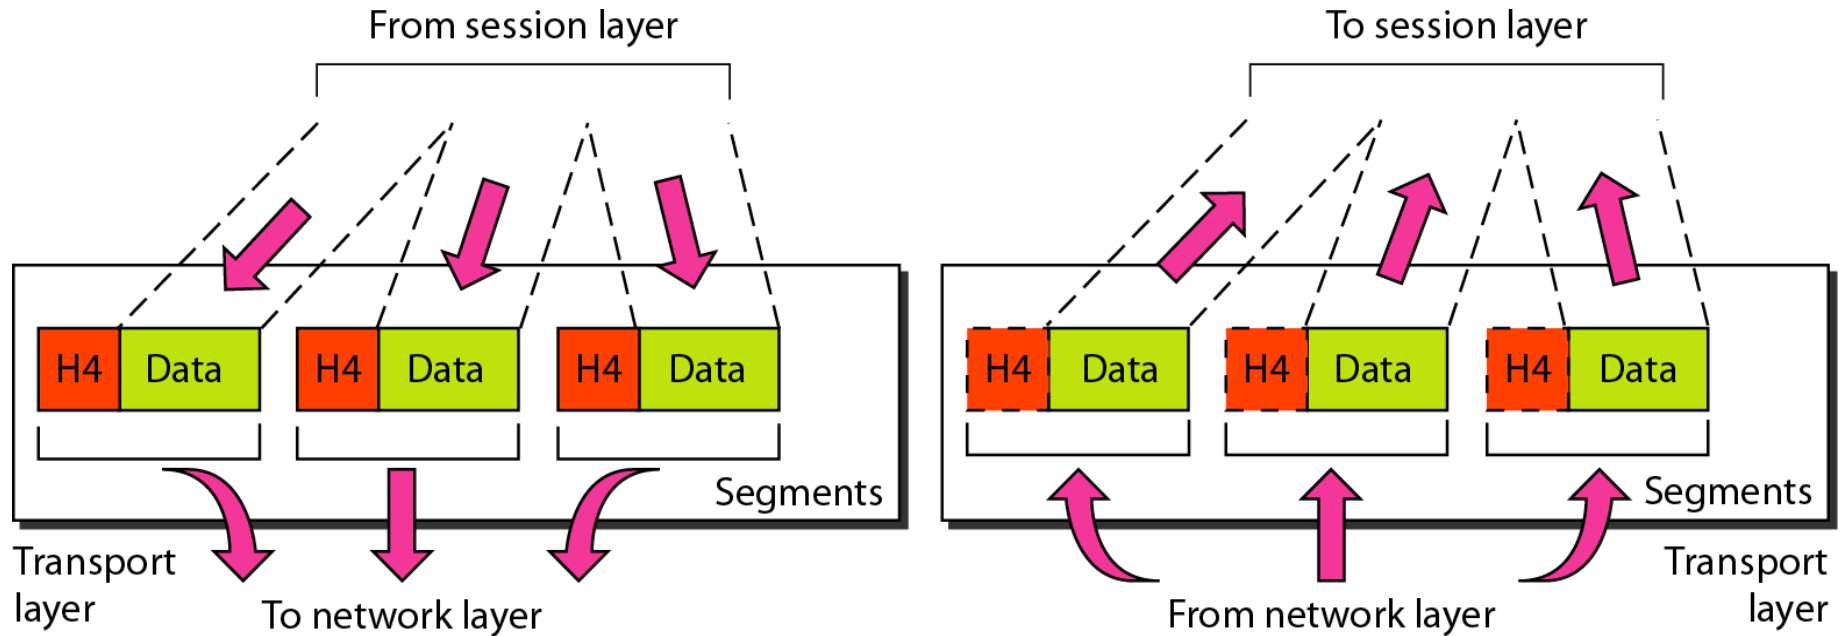 From session layer
H4 Data H4 Data H4 Data
Segments
Transport
layer
To network layer
To session layer
H4 Data H4 Data H4 Data
Segments
Transport
layer
From network layer